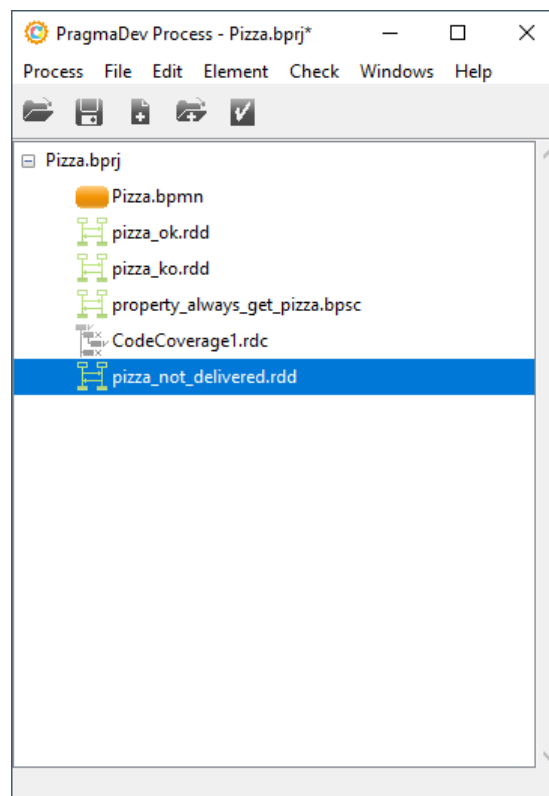 PragmaDev Process - Pizza.bprj*
Process File Edit Element Check Windows Help
Pizza.bprj
Pizza.bpmn
pizza_ok.rdd
pizza_ko.rdd
property_always_get_pizza.bpsc
CodeCoverage1.rdc
pizza_not_delivered.rdd